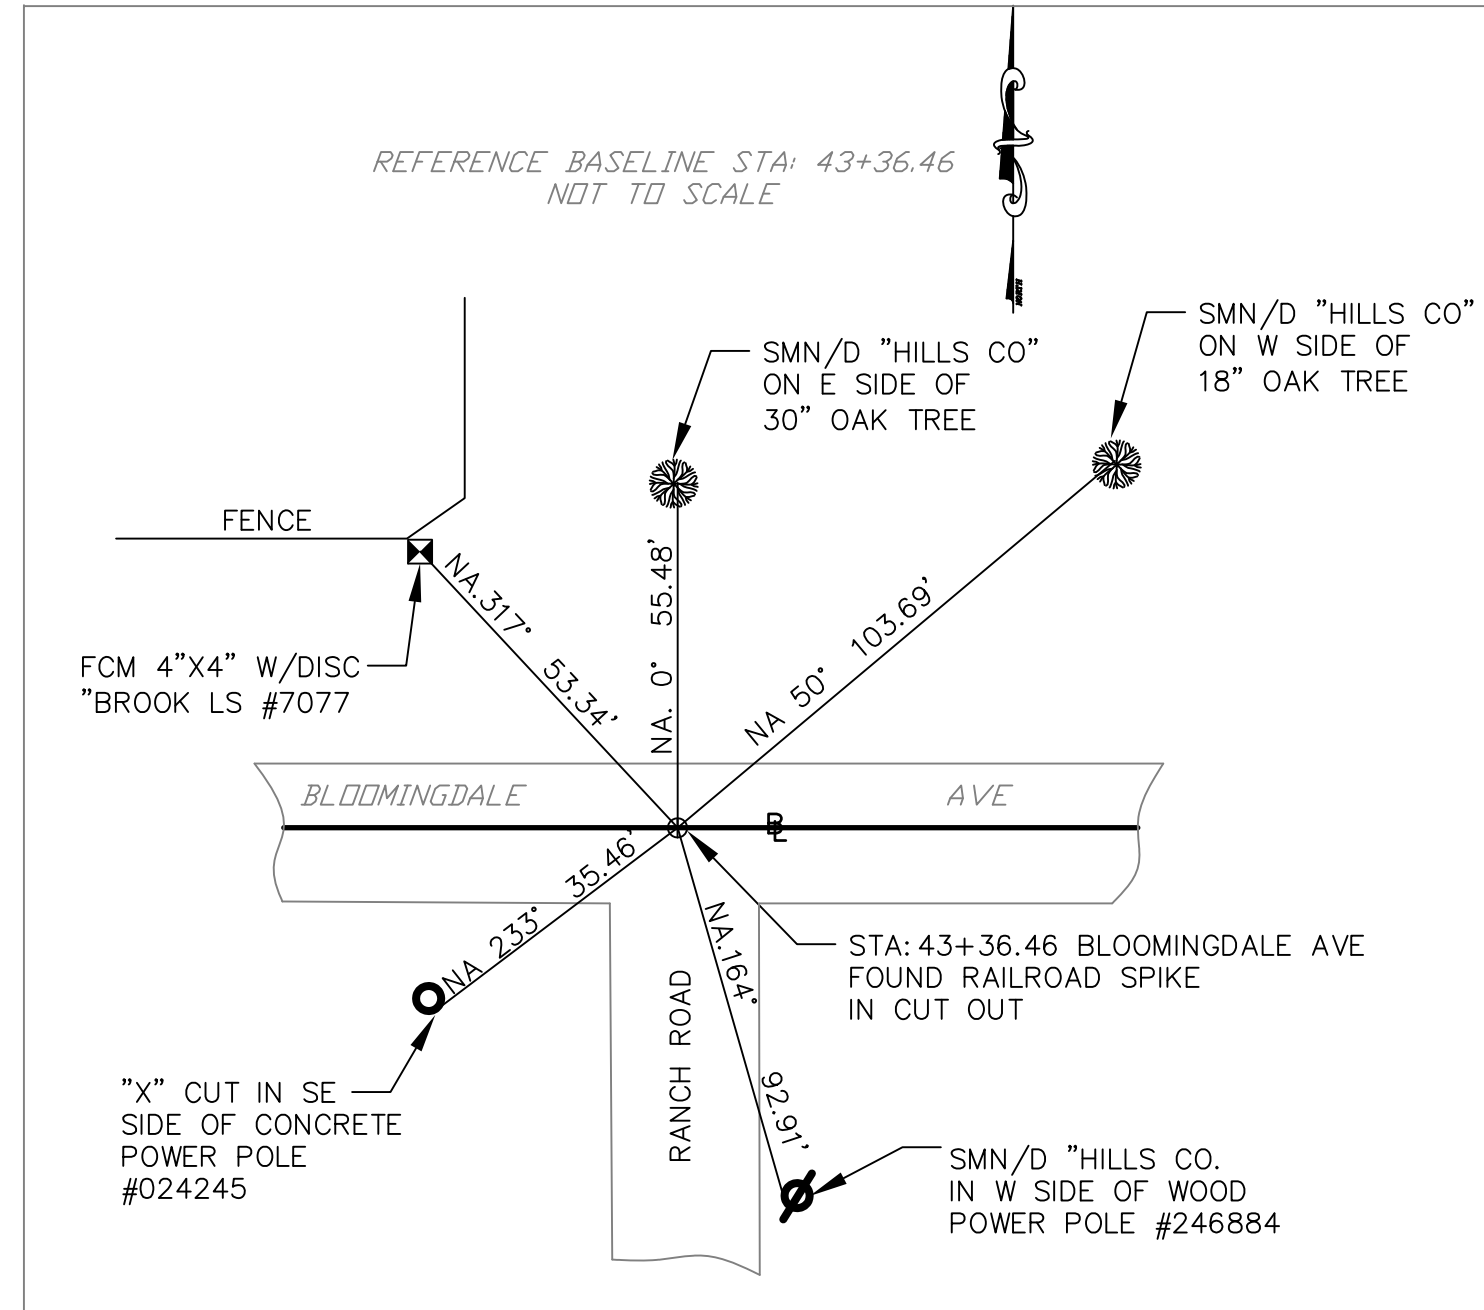 REFERENCE BASELINE STA: 43+36.46
NOT TO SCALE
SMN/D "HILLS CO"
ON W SIDE OF
18" OAK TREE
SMN/D "HILLS CO"
ON E SIDE OF
30" OAK TREE
FENCE
NA.317° 53.34'
NA. 0° 55.48'
NA 50° 103.69'
FCM 4"X4" W/DISC
"BROOK LS #7077
BLOOMINGDALE AVE
BL
NA 233° 35.46'
NA.164° 92.91'
STA: 43+36.46 BLOOMINGDALE AVE
FOUND RAILROAD SPIKE
IN CUT OUT
RANCH ROAD
"X" CUT IN SE
SIDE OF CONCRETE
POWER POLE
#024245
SMN/D "HILLS CO.
IN W SIDE OF WOOD
POWER POLE #246884